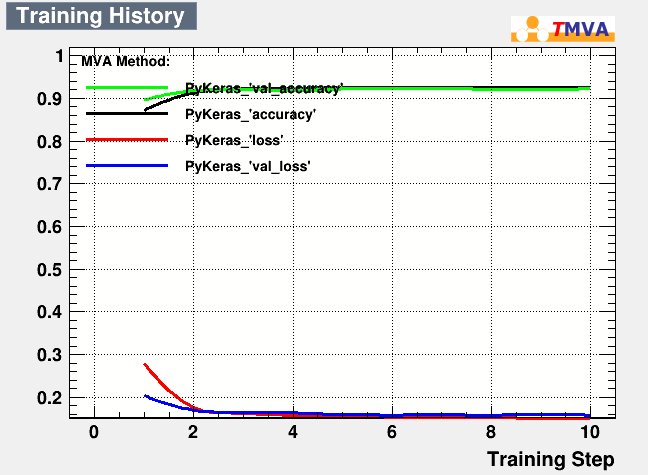 Training History
TMVA
MVA Method:
PyKeras_'val_accuracy'
PyKeras_'accuracy'
PyKeras_'loss'
PyKeras_'val_loss'
1
0.9
0.8
0.7
0.6
0.5
0.4
0.3
0.2
0 2 4 6 8 10
Training Step